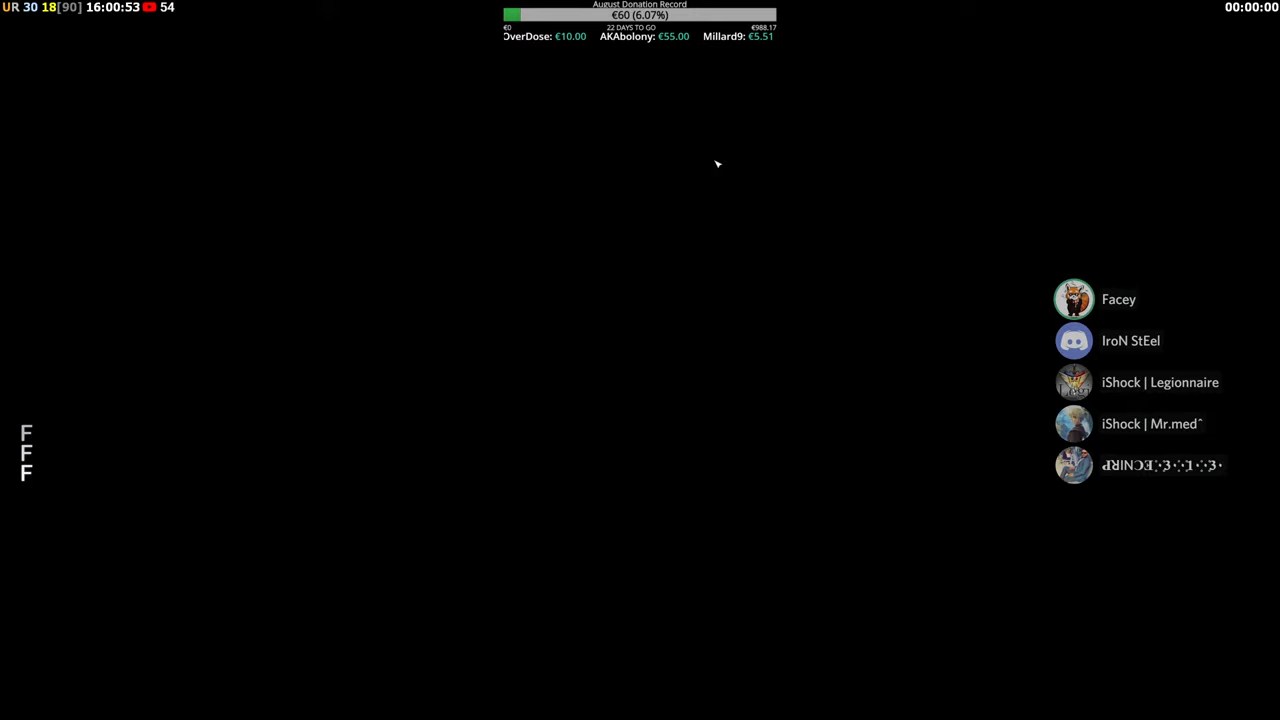 UR 30 18[90] 16:00:53 54
August Donation Record
€60 (6.07%)
€0 22 DAYS TO GO €988.17
OverDose: €10.00 AKAbolony: €55.00 Millard9: €5.51
00:00:00
Facey
IroN StEel
iShock | Legionnaire
iShock | Mr.med^
F
F
F